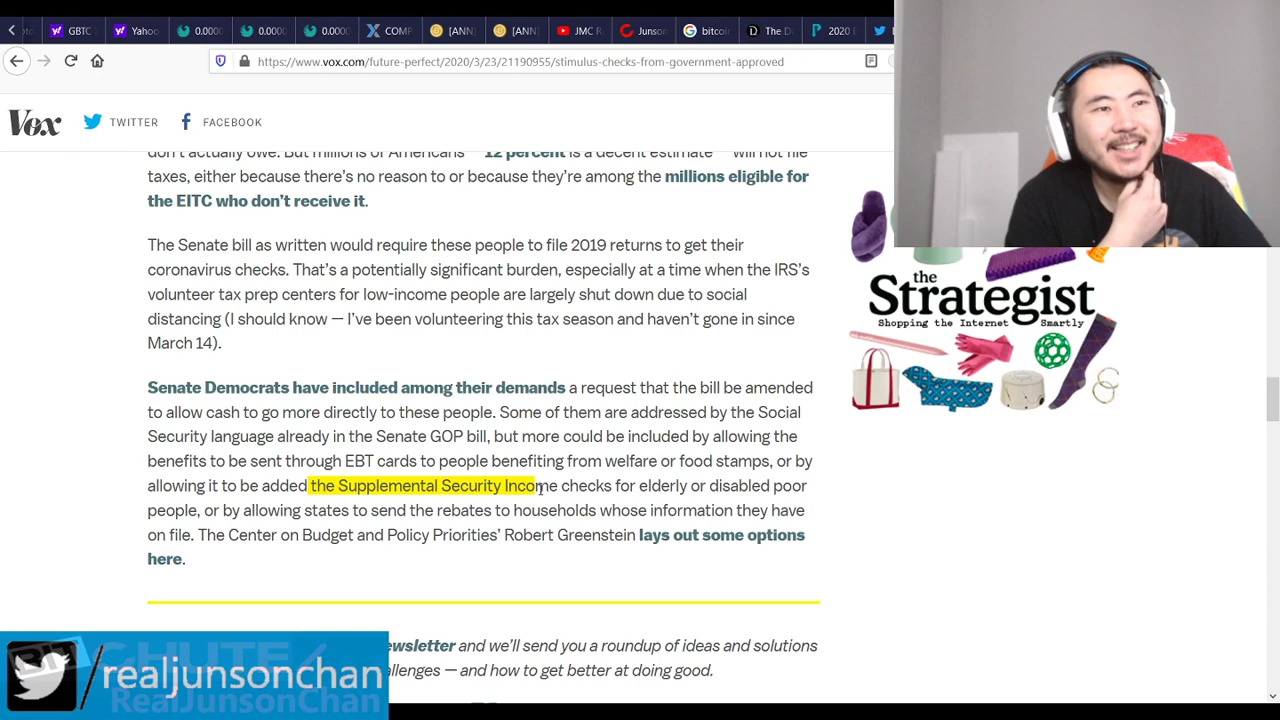 GBTC
Yahoo
0.0000
0.0000
0.0000
COMP
[ANN]
[ANN]
JMC R
Junson
bitcoi
The D
2020
https://www.vox.com/future-perfect/2020/3/23/21190955/stimulus-checks-from-government-approved
Vox
TWITTER
FACEBOOK
don't actually owe. But millions of Americans — 12 percent is a decent estimate — will not file
taxes, either because there's no reason to or because they're among the millions eligible for
the EITC who don't receive it.
The Senate bill as written would require these people to file 2019 returns to get their
coronavirus checks. That's a potentially significant burden, especially at a time when the IRS's
volunteer tax prep centers for low-income people are largely shut down due to social
distancing (I should know — I've been volunteering this tax season and haven't gone in since
March 14).
Senate Democrats have included among their demands a request that the bill be amended
to allow cash to go more directly to these people. Some of them are addressed by the Social
Security language already in the Senate GOP bill, but more could be included by allowing the
benefits to be sent through EBT cards to people benefiting from welfare or food stamps, or by
allowing it to be added the Supplemental Security Income checks for elderly or disabled poor
people, or by allowing states to send the rebates to households whose information they have
on file. The Center on Budget and Policy Priorities' Robert Greenstein lays out some options
here.
the
Strategist
Shopping the Internet Smartly
ewsletter and we'll send you a roundup of ideas and solutions
allenges — and how to get better at doing good.
/realjunsonchan
RealJunsonChan